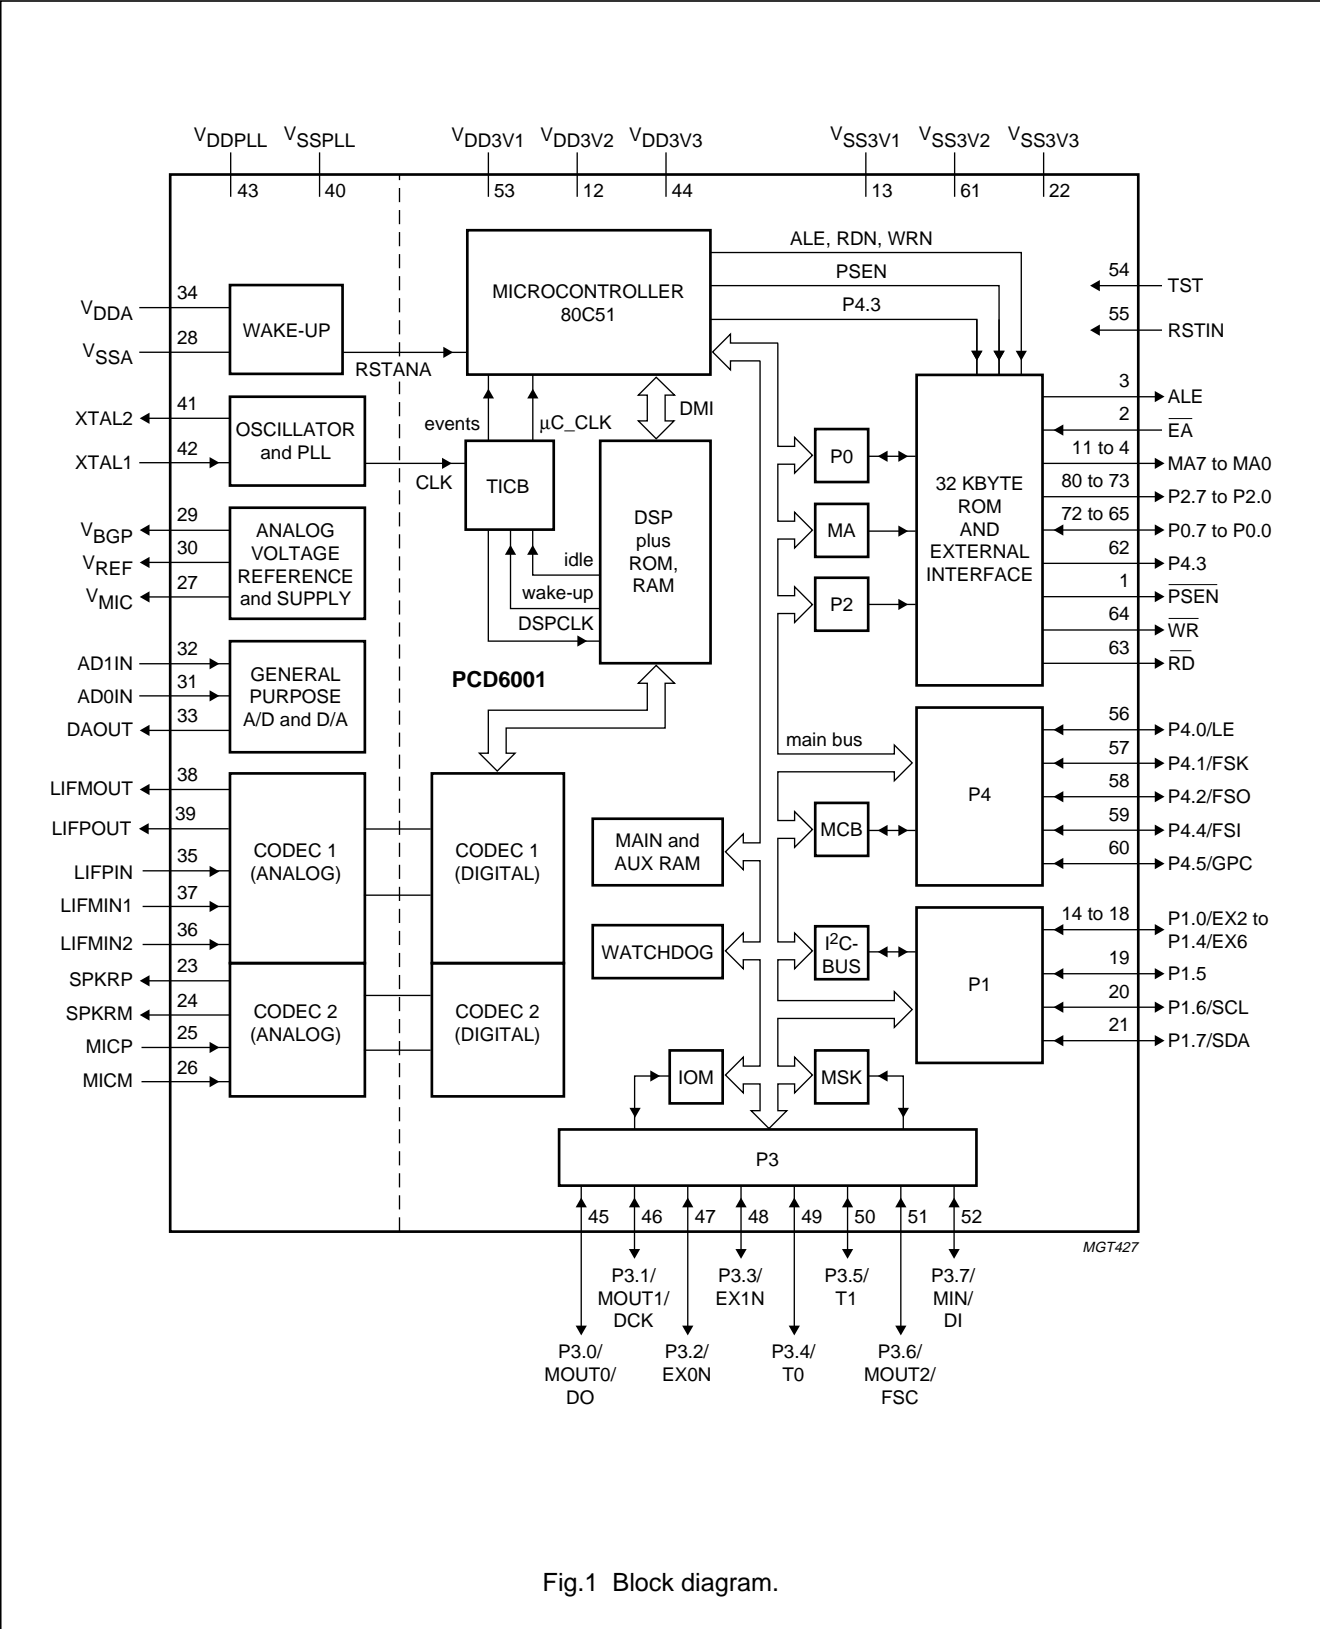 VDDPLL VSSPLL VDD3V1 VDD3V2 VDD3V3 VSS3V1 VSS3V2 VSS3V3
43 40 53 12 44 13 61 22
34
VDDA
28
VSSA
WAKE-UP
RSTANA
41
XTAL2
42
XTAL1
OSCILLATOR
and PLL
CLK
29
VBGP
30
VREF
27
VMIC
ANALOG
VOLTAGE
REFERENCE
and SUPPLY
32
AD1IN
31
AD0IN
33
DAOUT
GENERAL
PURPOSE
A/D and D/A
38
LIFMOUT
39
LIFPOUT
35
LIFPIN
37
LIFMIN1
36
LIFMIN2
CODEC 1
(ANALOG)
23
SPKRP
24
SPKRM
25
MICP
26
MICM
CODEC 2
(ANALOG)
MICROCONTROLLER
80C51
events
µC_CLK
DMI
TICB
DSP
plus
ROM,
RAM
idle
wake-up
DSPCLK
PCD6001
CODEC 1
(DIGITAL)
CODEC 2
(DIGITAL)
MAIN and
AUX RAM
WATCHDOG
IOM
ALE, RDN, WRN
PSEN
P4.3
P0
MA
P2
main bus
MCB
I2C-
BUS
MSK
32 KBYTE
ROM
AND
EXTERNAL
INTERFACE
P4
P1
54
TST
55
RSTIN
3
ALE
2
EA
11 to 4
MA7 to MA0
80 to 73
P2.7 to P2.0
72 to 65
P0.7 to P0.0
62
P4.3
1
PSEN
64
WR
63
RD
56
P4.0/LE
57
P4.1/FSK
58
P4.2/FSO
59
P4.4/FSI
60
P4.5/GPC
14 to 18
P1.0/EX2 to
P1.4/EX6
19
P1.5
20
P1.6/SCL
21
P1.7/SDA
P3
45 46 47 48 49 50 51 52
MGT427
P3.1/
MOUT1/
DCK
P3.3/
EX1N
P3.5/
T1
P3.7/
MIN/
DI
P3.0/
MOUT0/
DO
P3.2/
EX0N
P3.4/
T0
P3.6/
MOUT2/
FSC
Fig.1 Block diagram.